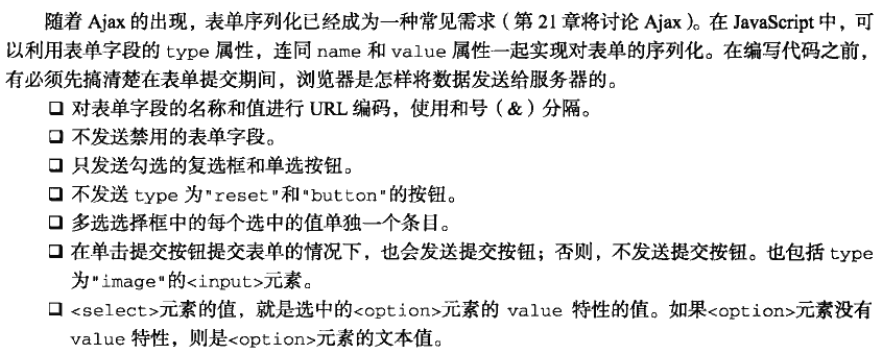 随着 Ajax 的出现，表单序列化已经成为一种常见需求（第 21 章将讨论 Ajax）。在 JavaScript 中，可
以利用表单字段的 type 属性，连同 name 和 value 属性一起实现对表单的序列化。在编写代码之前，
有必须先搞清楚在表单提交期间，浏览器是怎样将数据发送给服务器的。
❑ 对表单字段的名称和值进行 URL 编码，使用和号（&）分隔。
❑ 不发送禁用的表单字段。
❑ 只发送勾选的复选框和单选按钮。
❑ 不发送 type 为"reset"和"button"的按钮。
❑ 多选选择框中的每个选中的值单独一个条目。
❑ 在单击提交按钮提交表单的情况下，也会发送提交按钮；否则，不发送提交按钮。也包括 type
为"image"的<input>元素。
❑ <select>元素的值，就是选中的<option>元素的 value 特性的值。如果<option>元素没有
value 特性，则是<option>元素的文本值。